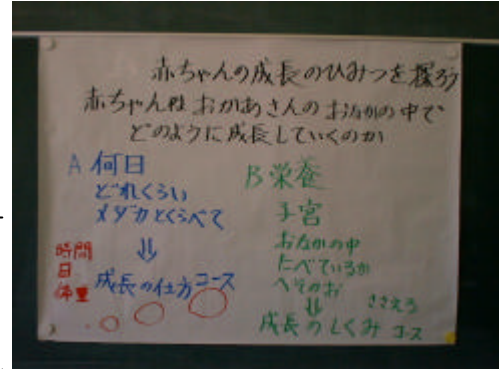 赤ちゃんの成長のひみつを探ろう
赤ちゃんは おかあさんの おなかの中で、
どのように成長していくのか
A 何日
どれくらい
メダカとくらべて
⇓
時間
日
体重
成長の仕方コース
B 栄養
子宮
おなかの中
たべているか
へそのお
⇓
ささえる
成長のしくみ コース